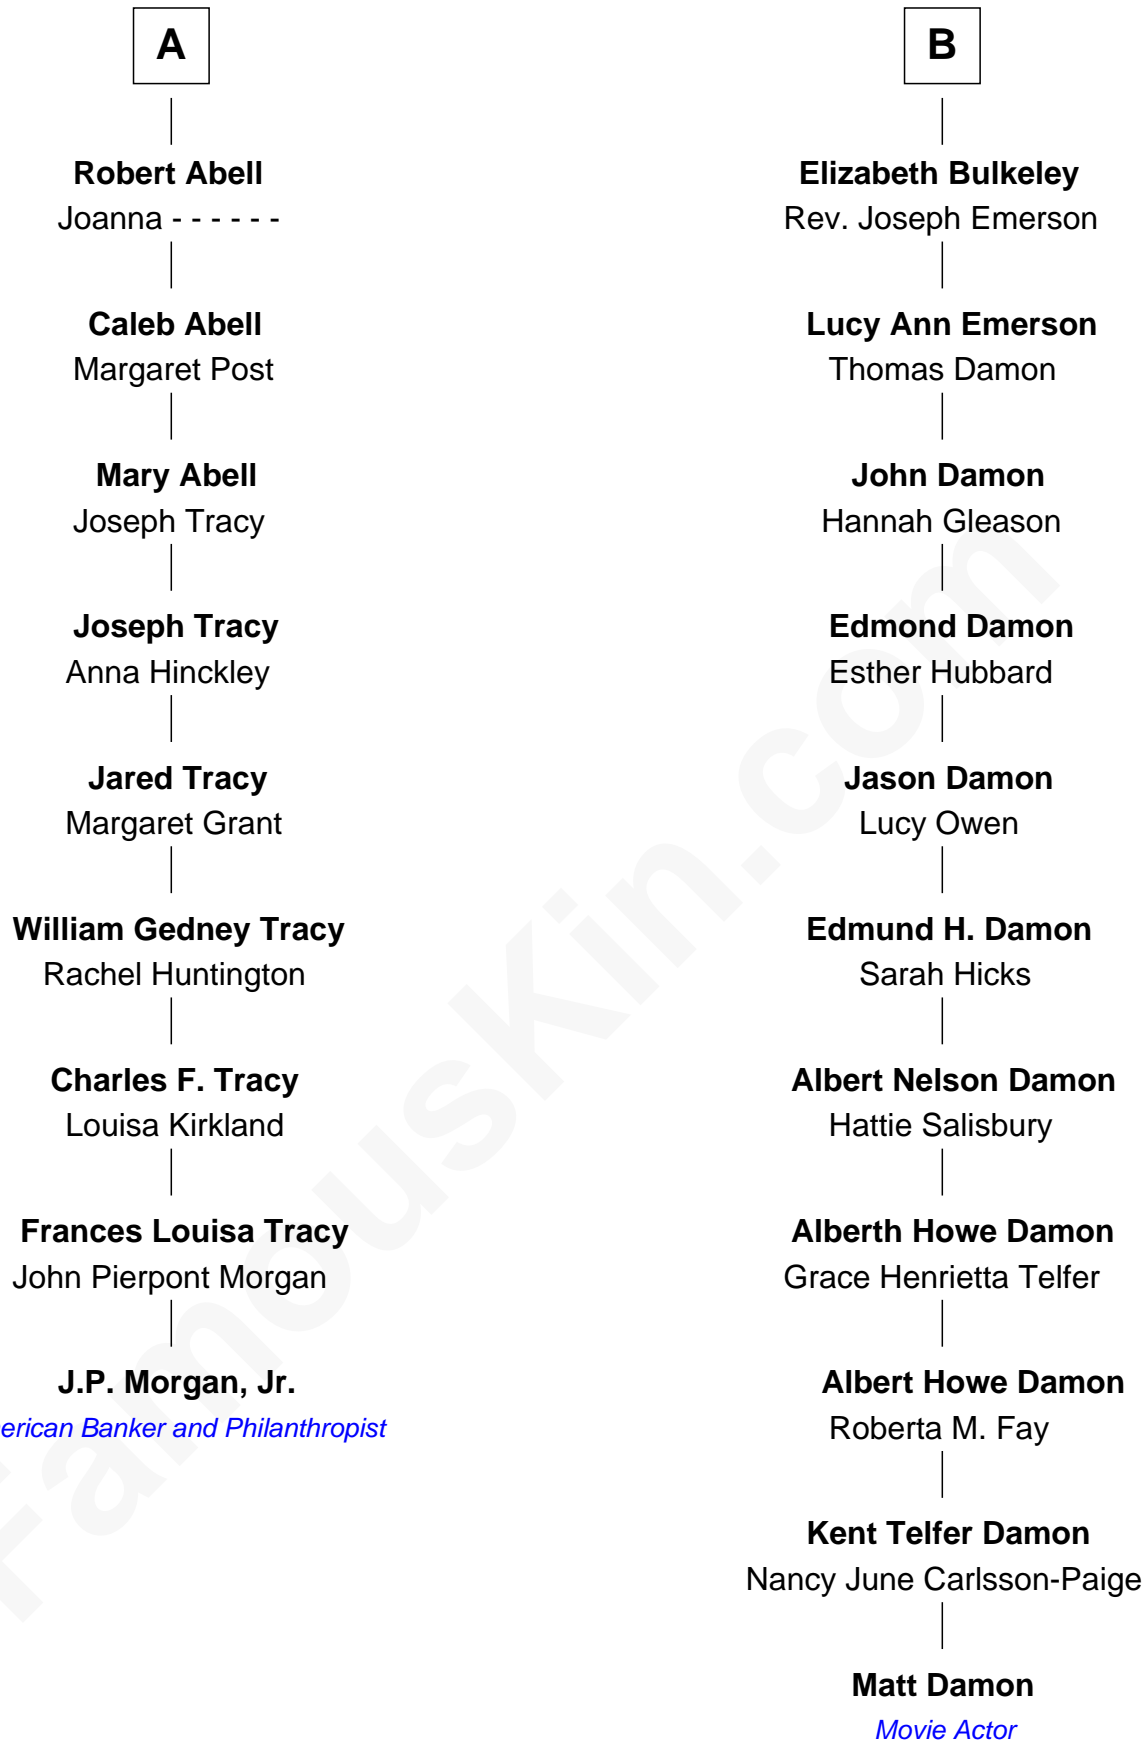 A
Robert Abell
Joanna - - - - - -
Caleb Abell
Margaret Post
Mary Abell
Joseph Tracy
Joseph Tracy
Anna Hinckley
Jared Tracy
Margaret Grant
William Gedney Tracy
Rachel Huntington
Charles F. Tracy
Louisa Kirkland
Frances Louisa Tracy
John Pierpont Morgan
J.P. Morgan, Jr.
erican Banker and Philanthropist
B
Elizabeth Bulkeley
Rev. Joseph Emerson
Lucy Ann Emerson
Thomas Damon
John Damon
Hannah Gleason
Edmond Damon
Esther Hubbard
Jason Damon
Lucy Owen
Edmund H. Damon
Sarah Hicks
Albert Nelson Damon
Hattie Salisbury
Alberth Howe Damon
Grace Henrietta Telfer
Albert Howe Damon
Roberta M. Fay
Kent Telfer Damon
Nancy June Carlsson-Paige
Matt Damon
Movie Actor
FamousKin.com